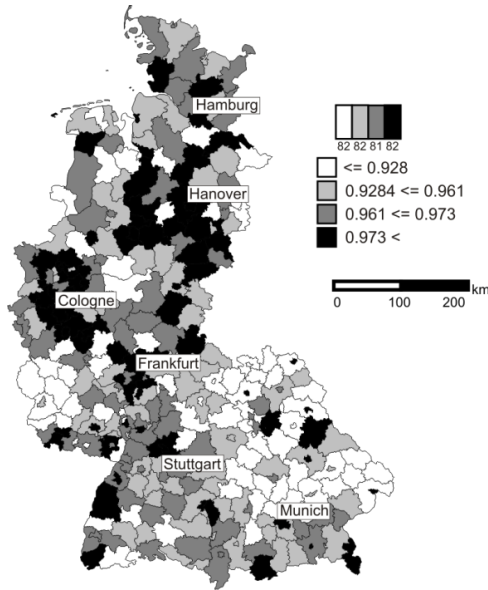 Hamburg
82 82 81 82
<= 0.928
Hanover
0.9284 <= 0.961
0.961 <= 0.973
0.973 <
km
Cologne
0 100 200
Frankfurt
Stuttgart
Munich